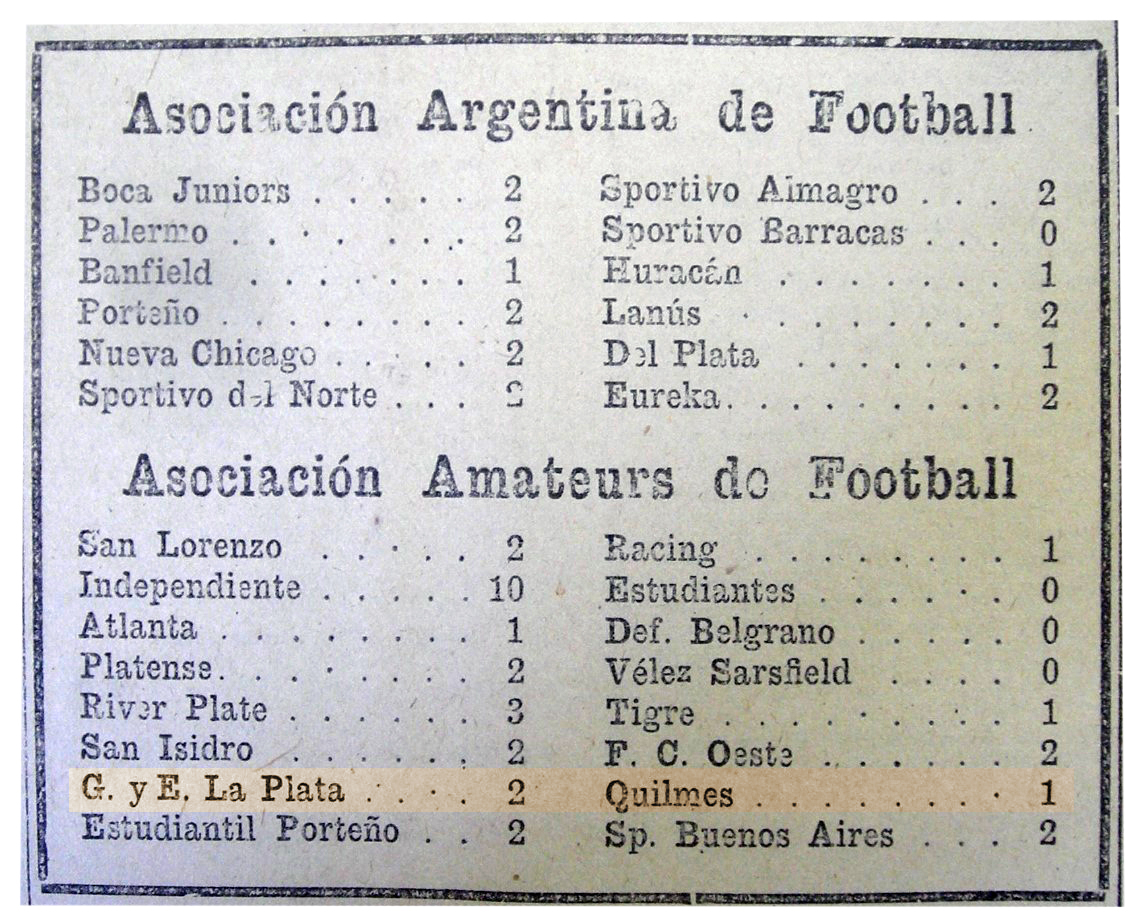 Asociación Argentina de Football
Boca Juniors . . . . . 2 Sportivo Almagro . . . 2
Palermo . . . . . . . 2 Sportivo Barracas . . . 0
Banfield . . . . . . . 1 Huracán . . . . . . . 1
Porteño . . . . . . . . 2 Lanús . . . . . . . . 2
Nueva Chicago . . . . 2 Del Plata . . . . . . 1
Sportivo del Norte . . . Eureka. . . . . . . . . 2
Asociación Amateurs de Football
San Lorenzo . . . . . 2 Racing . . . . . . . . 1
Independiente . . . . . 10 Estudiantes . . . . . . 0
Atlanta . . . . . . . . 1 Def. Belgrano . . . . . 0
Platense. . . . . . . . 2 Vélez Sarsfield . . . . 0
River Plate . . . . . . 3 Tigre . . . . . . . . . 1
San Isidro . . . . . . 2 F. C. Oeste . . . . . . 2
G. y E. La Plata . . . . 2 Quilmes . . . . . . . . 1
Estudiantil Porteño . . 2 Sp. Buenos Aires . . . 2